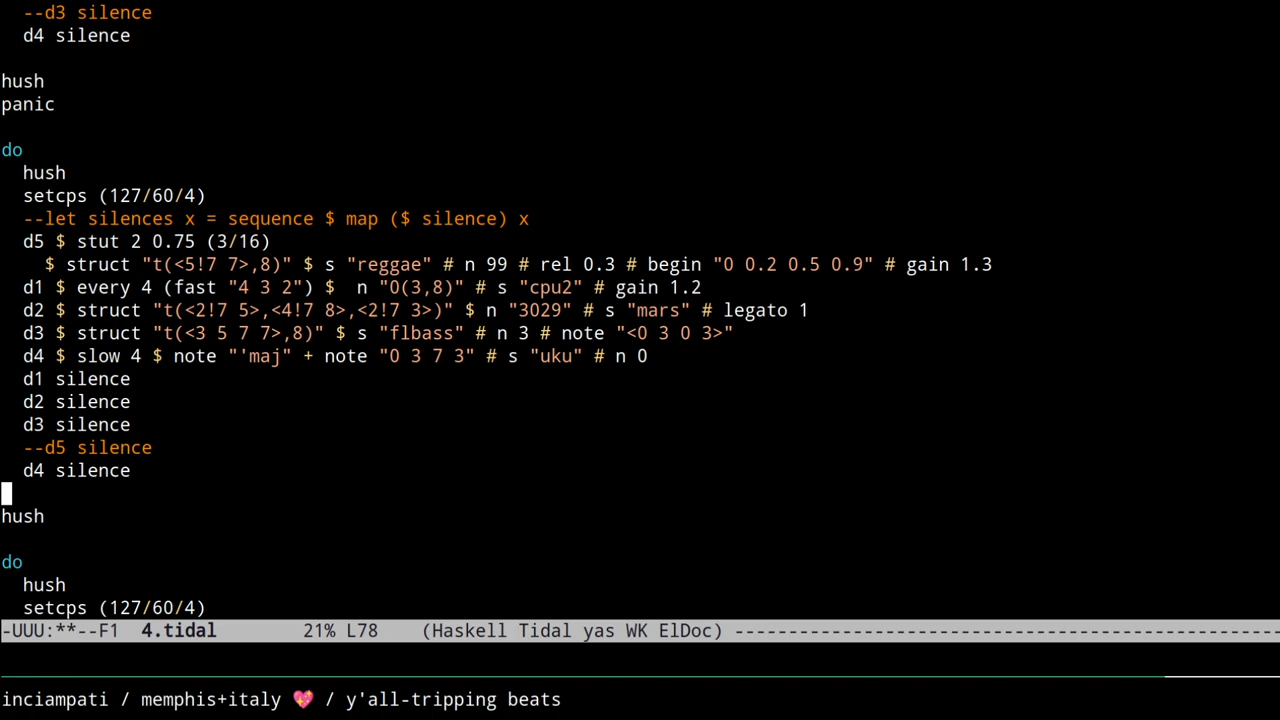 --d3 silence
  d4 silence

hush
panic

do
  hush
  setcps (127/60/4)
  --let silences x = sequence $ map ($ silence) x
  d5 $ stut 2 0.75 (3/16)
    $ struct "t(<5!7 7>,8)" $ s "reggae" # n 99 # rel 0.3 # begin "0 0.2 0.5 0.9" # gain 1.3
  d1 $ every 4 (fast "4 3 2") $  n "0(3,8)" # s "cpu2" # gain 1.2
  d2 $ struct "t(<2!7 5>,<4!7 8>,<2!7 3>)" $ n "3029" # s "mars" # legato 1
  d3 $ struct "t(<3 5 7 7>,8)" $ s "flbass" # n 3 # note "<0 3 0 3>"
  d4 $ slow 4 $ note "'maj" + note "0 3 7 3" # s "uku" # n 0
  d1 silence
  d2 silence
  d3 silence
  --d5 silence
  d4 silence

hush

do
  hush
  setcps (127/60/4)
-UUU:**--F1  4.tidal        21% L78    (Haskell Tidal yas WK ElDoc) ---------------------------------------------------
inciampati / memphis+italy 💖 / y'all-tripping beats